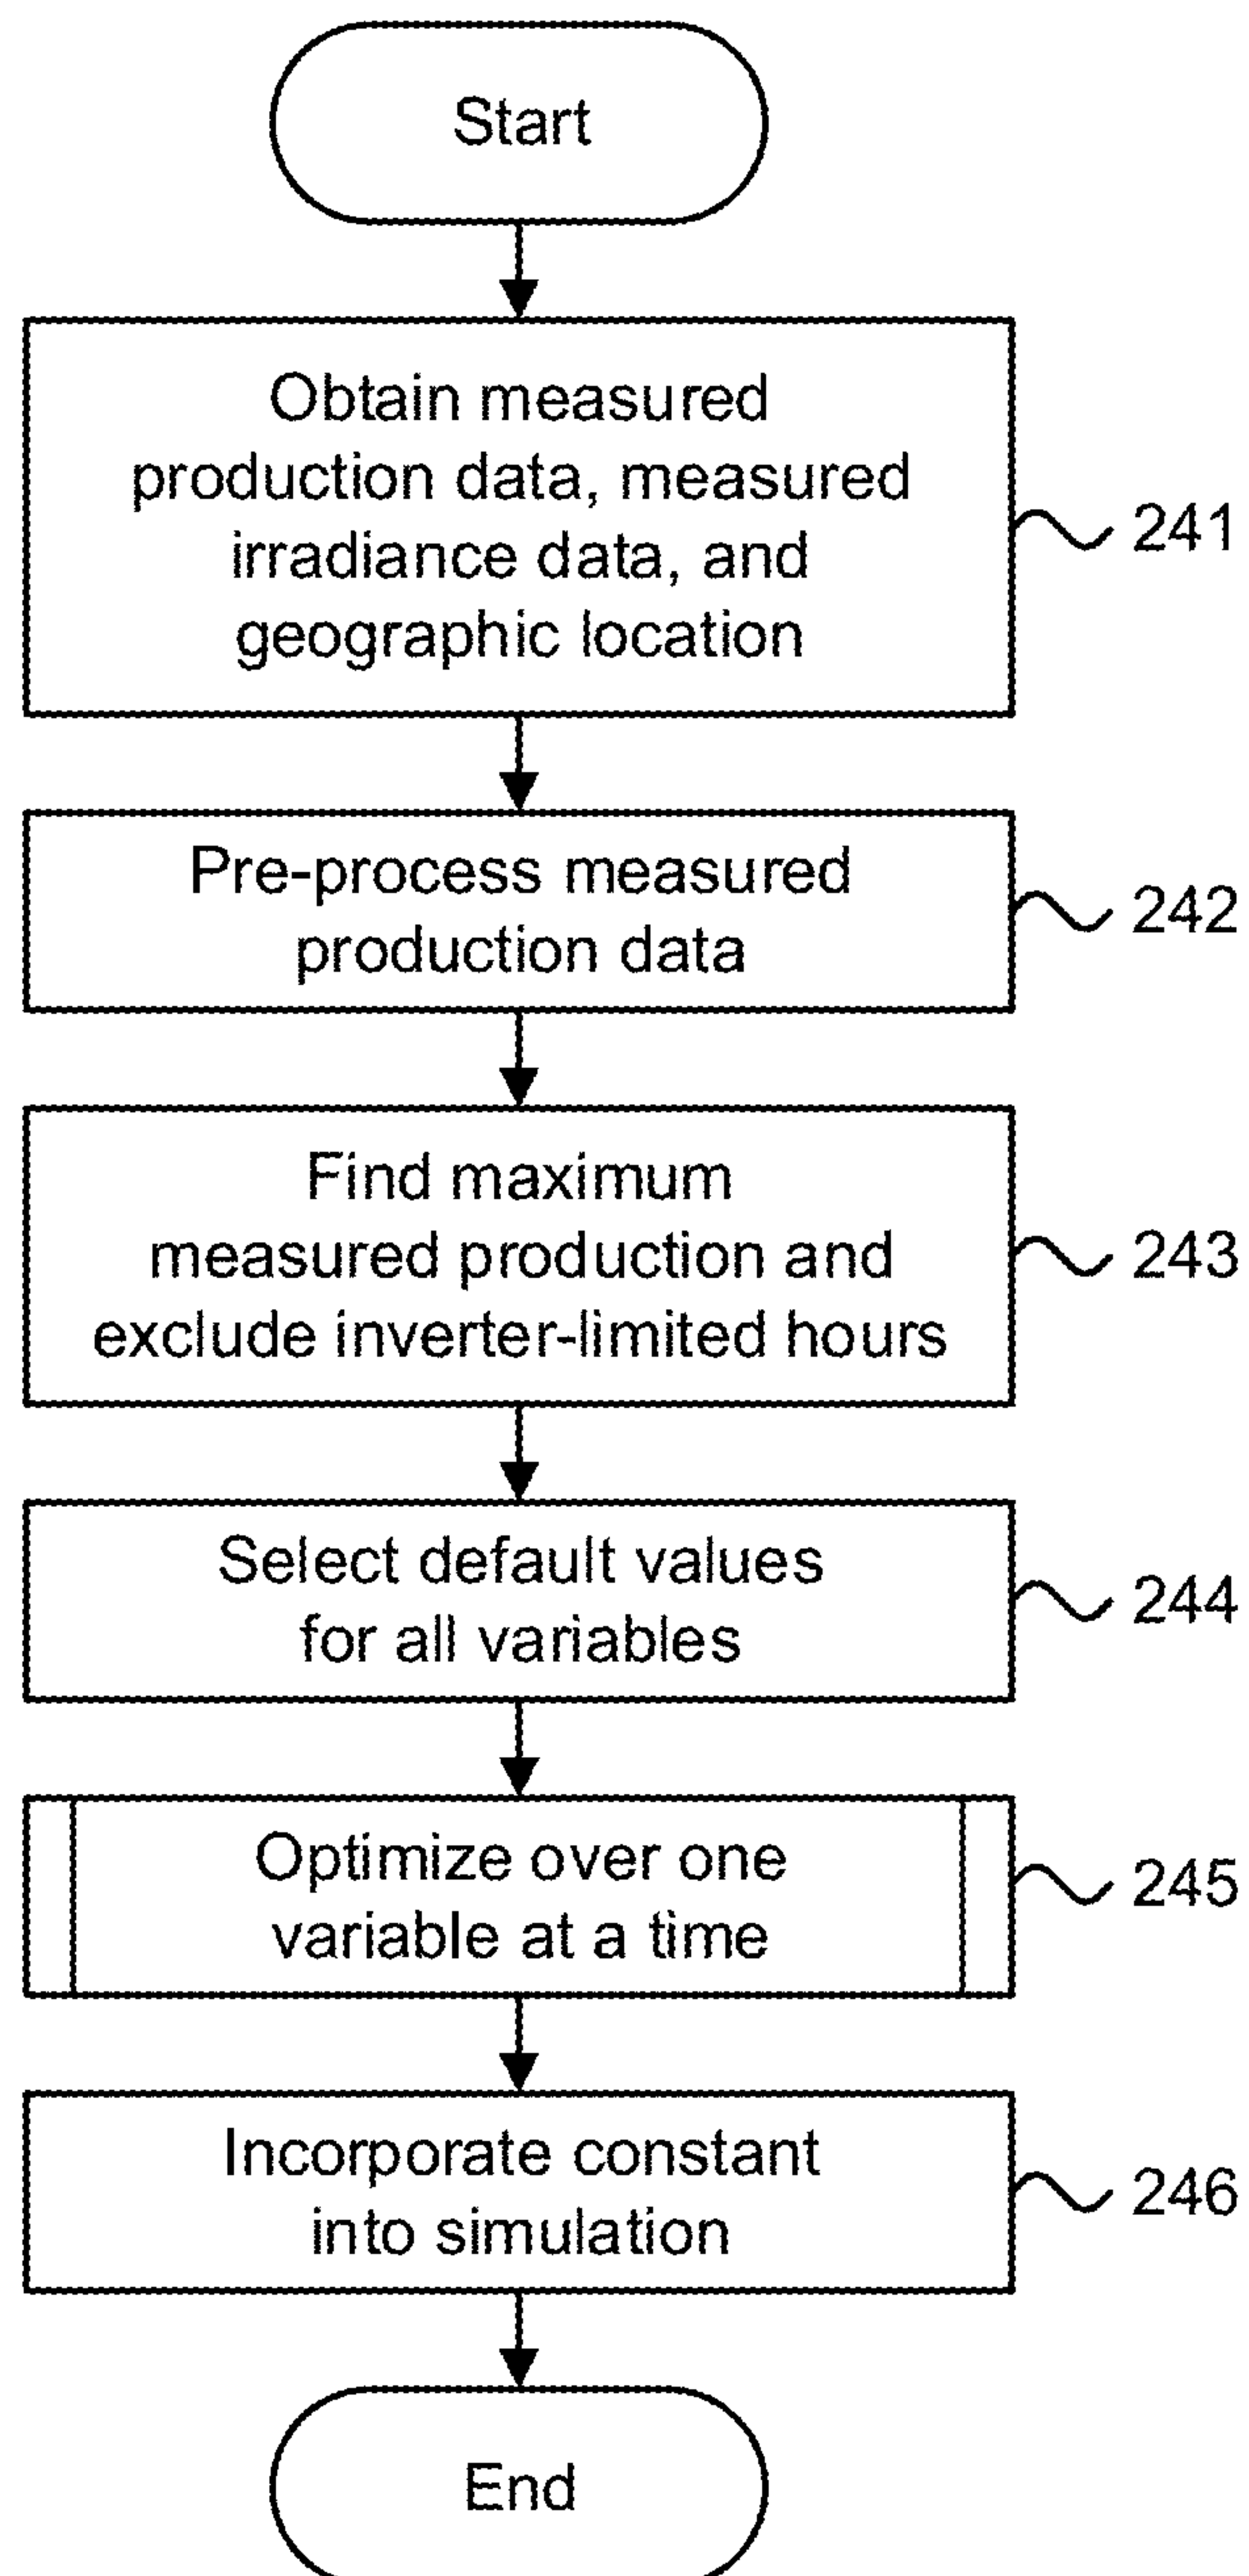 Start
Obtain measured
production data, measured
irradiance data, and
geographic location
241
Pre-process measured
production data
242
Find maximum
measured production and
exclude inverter-limited hours
243
Select default values
for all variables
244
Optimize over one
variable at a time
245
Incorporate constant
into simulation
246
End